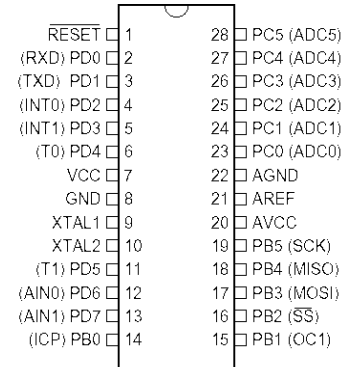 RESET 1 28 PC5 (ADC5)
(RXD) PD0 2 27 PC4 (ADC4)
(TXD) PD1 3 26 PC3 (ADC3)
(INT0) PD2 4 25 PC2 (ADC2)
(INT1) PD3 5 24 PC1 (ADC1)
(T0) PD4 6 23 PC0 (ADC0)
VCC 7 22 AGND
GND 8 21 AREF
XTAL1 9 20 AVCC
XTAL2 10 19 PB5 (SCK)
(T1) PD5 11 18 PB4 (MISO)
(AIN0) PD6 12 17 PB3 (MOSI)
(AIN1) PD7 13 16 PB2 (SS)
(ICP) PB0 14 15 PB1 (OC1)